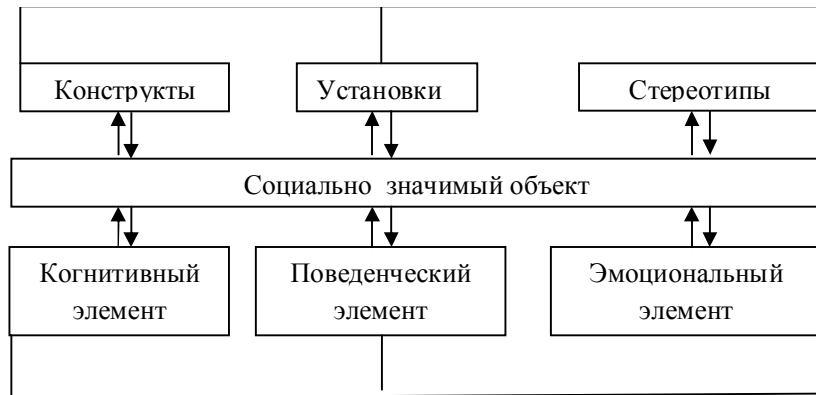 Конструкты
Установки
Стереотипы
Социально значимый объект
Когнитивный
элемент
Поведенческий
элемент
Эмоциональный
элемент